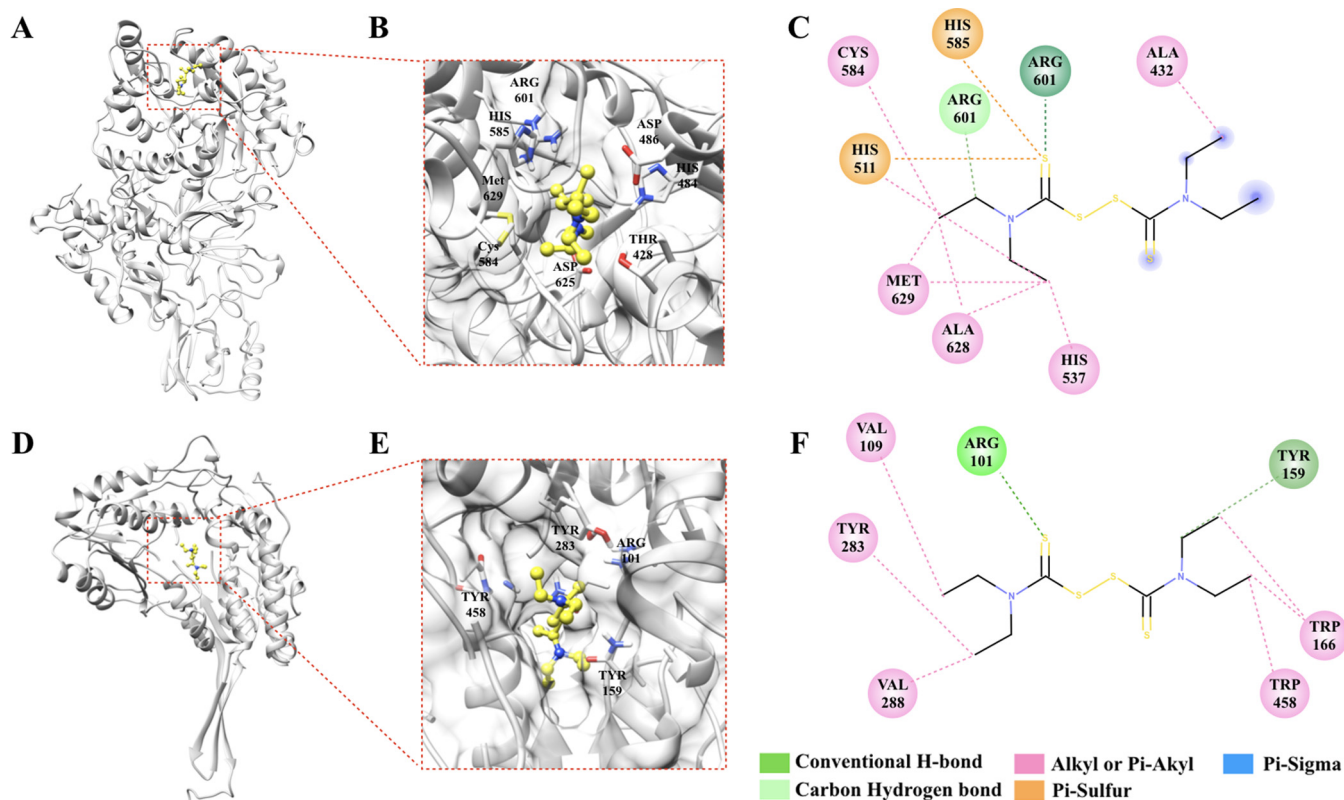 A
B
ARG
601
HIS
585
ASP
486
HIS
484
Met
629
Cys
584
THR
428
ASP
625
C
CYS
584
HIS
585
ARG
601
ARG
601
ALA
432
HIS
511
S
N
S
S
N
S
MET
629
ALA
628
HIS
537
D
E
TYR
283
ARG
101
TYR
458
TYR
159
F
VAL
109
ARG
101
TYR
159
TYR
283
S
N
S
S
N
S
TRP
166
VAL
288
TRP
458
Conventional H-bond
Alkyl or Pi-Akyl
Pi-Sigma
Carbon Hydrogen bond
Pi-Sulfur